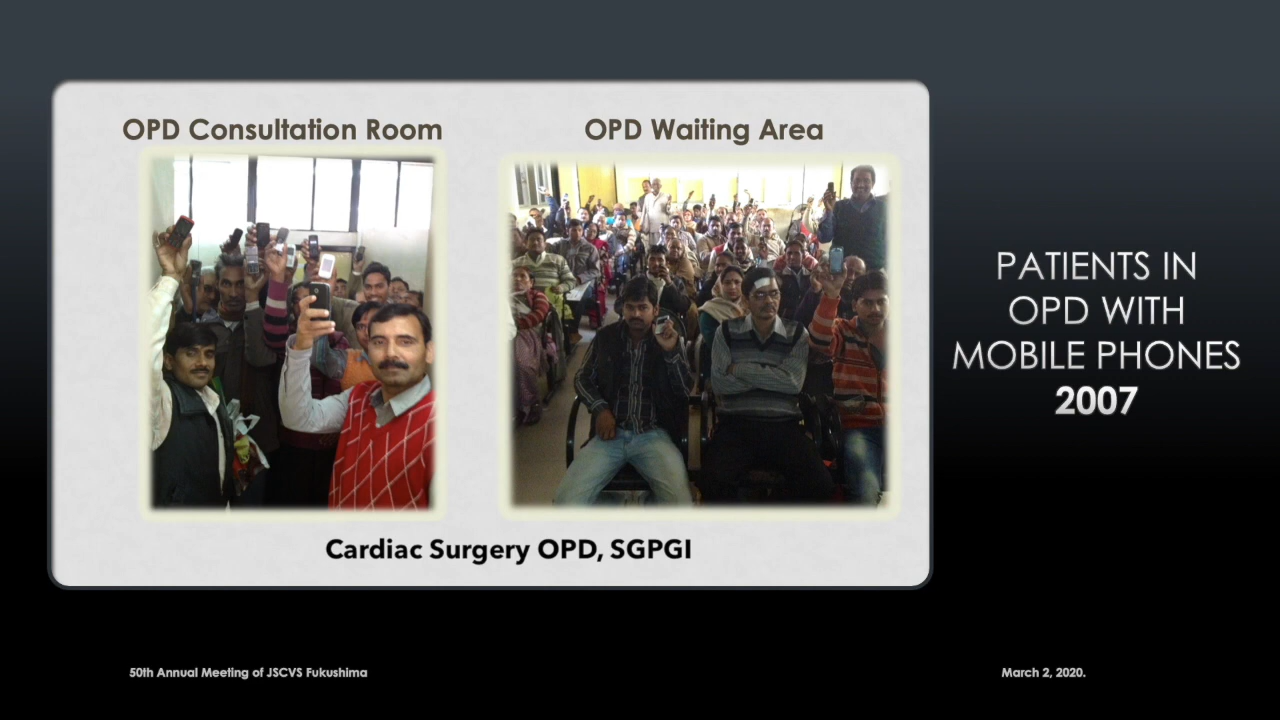 OPD Consultation Room
OPD Waiting Area
Cardiac Surgery OPD, SGPGI
PATIENTS IN
OPD WITH
MOBILE PHONES
2007
50th Annual Meeting of JSCVS Fukushima
March 2, 2020.